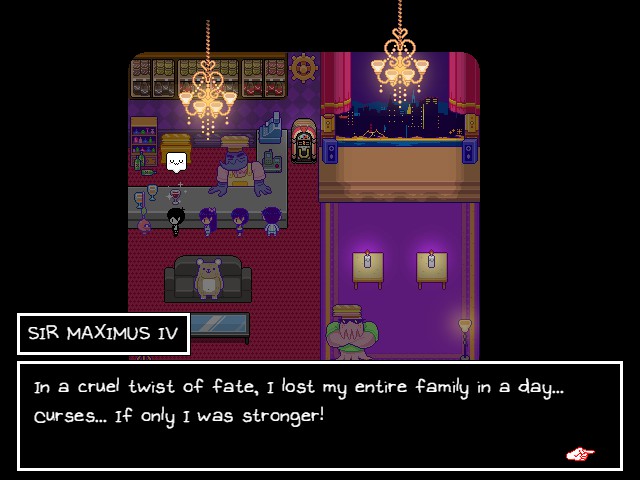 SIR MAXIMUS IV
In a cruel twist of fate, I lost my entire family in a day...
Curses... If only I was stronger!